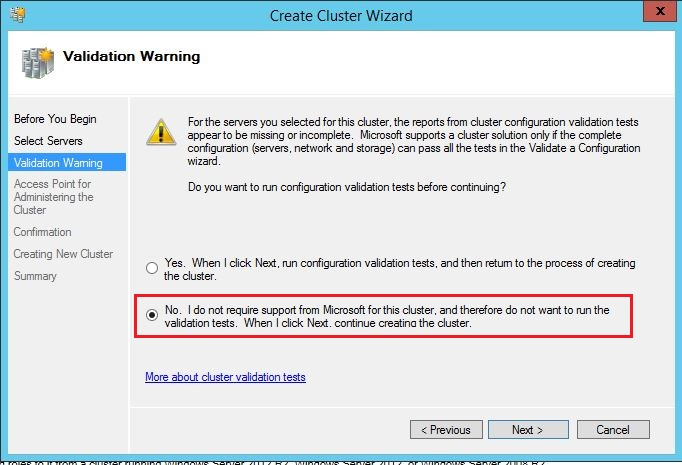 Create Cluster Wizard
x
Validation Warning
Before You Begin
Select Servers
Validation Warning
Access Point for
Administering the
Cluster
Confirmation
Creating New Cluster
Summary
For the servers you selected for this cluster, the reports from cluster configuration validation tests
appear to be missing or incomplete.  Microsoft supports a cluster solution only if the complete
configuration (servers, network and storage) can pass all the tests in the Validate a Configuration
wizard.
Do you want to run configuration validation tests before continuing?
Yes.  When I click Next, run configuration validation tests, and then return to the process of creating
the cluster.
No.  I do not require support from Microsoft for this cluster, and therefore do not want to run the
validation tests.  When I click Next, continue creating the cluster.
More about cluster validation tests
< Previous
Next >
Cancel
roles to it from a cluster running Windows Server 2012 R2, Windows Server 2012, or Windows Server 2008 R2